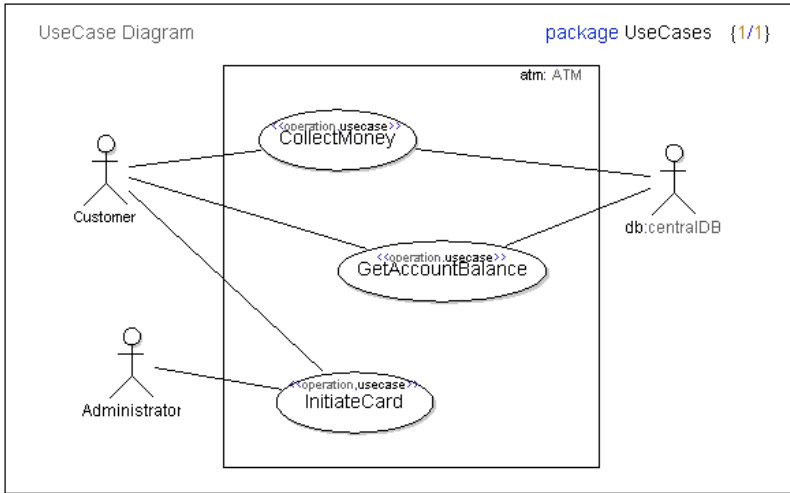 UseCase Diagram
package UseCases {1/1}
atm: ATM
<<operation,usecase>>
CollectMoney
Customer
db:centralDB
<<operation,usecase>>
GetAccountBalance
<<operation,usecase>>
InitiateCard
Administrator